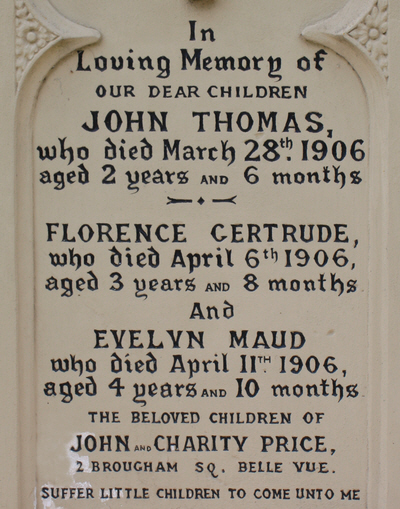 In
Loving Memory of
OUR DEAR CHILDREN
JOHN THOMAS,
who died March 28th. 1906
aged 2 years AND 6 months
FLORENCE GERTRUDE,
who died April 6th 1906,
aged 3 years AND 8 months
And
EVELYN MAUD
who died April 11TH. 1906,
aged 4 years AND 10 months.
THE BELOVED CHILDREN OF
JOHN AND CHARITY PRICE,
2 BROUGHAM SQ. BELLE VUE.
SUFFER LITTLE CHILDREN TO COME UNTO ME